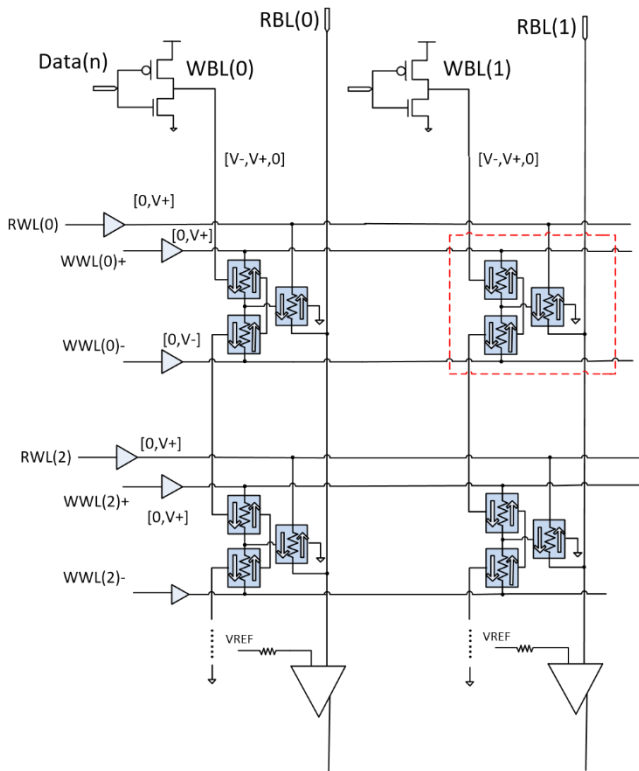 RBL(0)
RBL(1)
Data(n)
WBL(0)
WBL(1)
[V-,V+,0]
[V-,V+,0]
[0,V+]
RWL(0)
[0,V+]
WWL(0)+
WWL(0)-
[0,V-]
[0,V+]
RWL(2)
WWL(2)+
[0,V+]
WWL(2)-
VREF
VREF